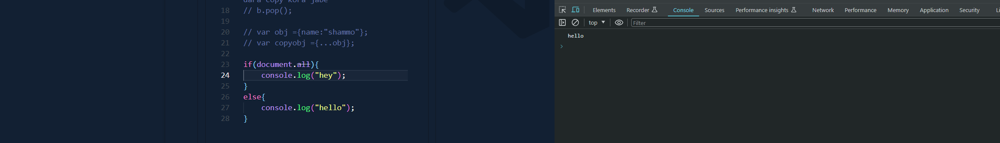 dara copy kora jabe
18 // b.pop();
19
20 // var obj ={name:"shammo"};
21 // var copyobj ={...obj};
22
23 if(document.all){
24 console.log("hey");
25 }
26 else{
27 console.log("hello");
28 }
Elements Recorder Console Sources Performance insights Network Performance Memory Application Security Li
top Filter
hello
>